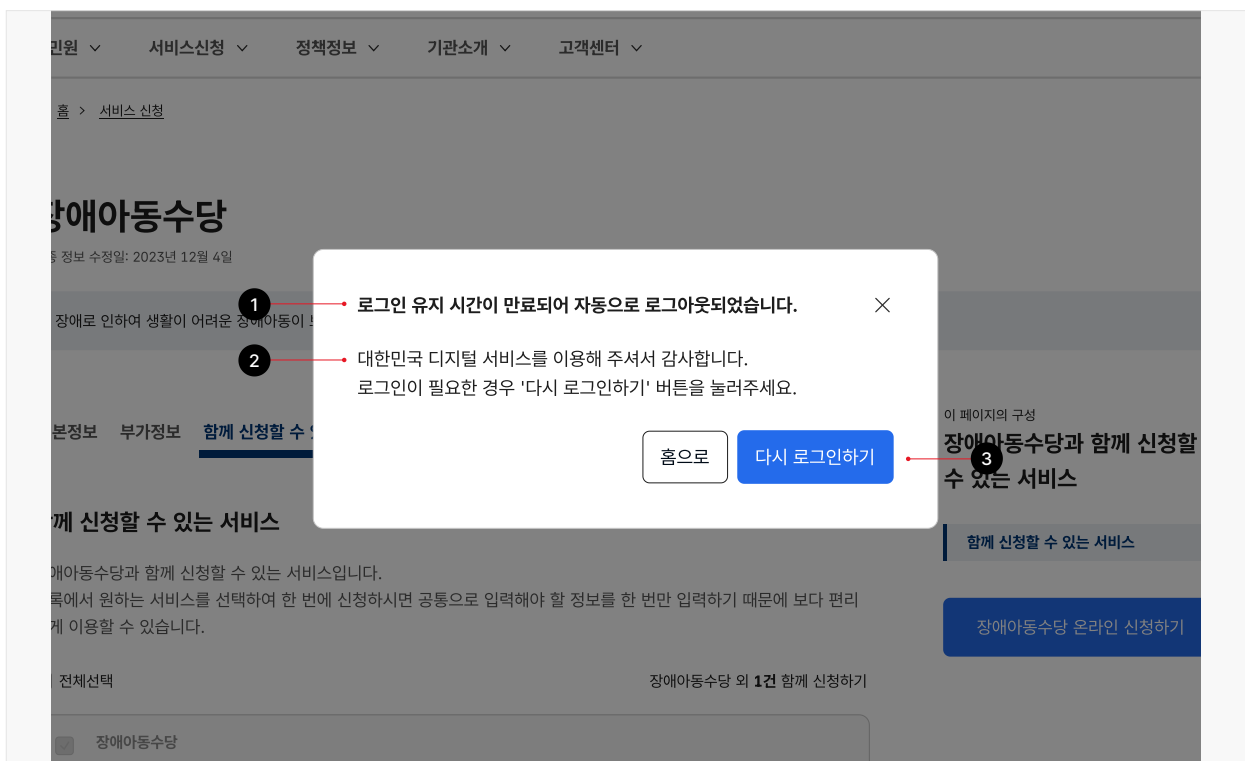 민원
서비스신청
정책정보
기관소개
고객센터
홈 > 서비스 신청
장애아동수당
정보 수정일: 2023년 12월 4일
장애로 인하여 생활이 어려운 장애아동이
1
로그인 유지 시간이 만료되어 자동으로 로그아웃되었습니다.
2
대한민국 디지털 서비스를 이용해 주셔서 감사합니다.
로그인이 필요한 경우 '다시 로그인하기' 버튼을 눌러주세요.
홈으로
다시 로그인하기
3
본정보
부가정보
함께 신청할 수
이 페이지의 구성
장애아동수당과 함께 신청할
수 있는 서비스
함께 신청할 수 있는 서비스
장애아동수당 온라인 신청하기
함께 신청할 수 있는 서비스
애아동수당과 함께 신청할 수 있는 서비스입니다.
록에서 원하는 서비스를 선택하여 한 번에 신청하시면 공통으로 입력해야 할 정보를 한 번만 입력하기 때문에 보다 편리
게 이용할 수 있습니다.
전체선택
장애아동수당 외 1건 함께 신청하기
장애아동수당